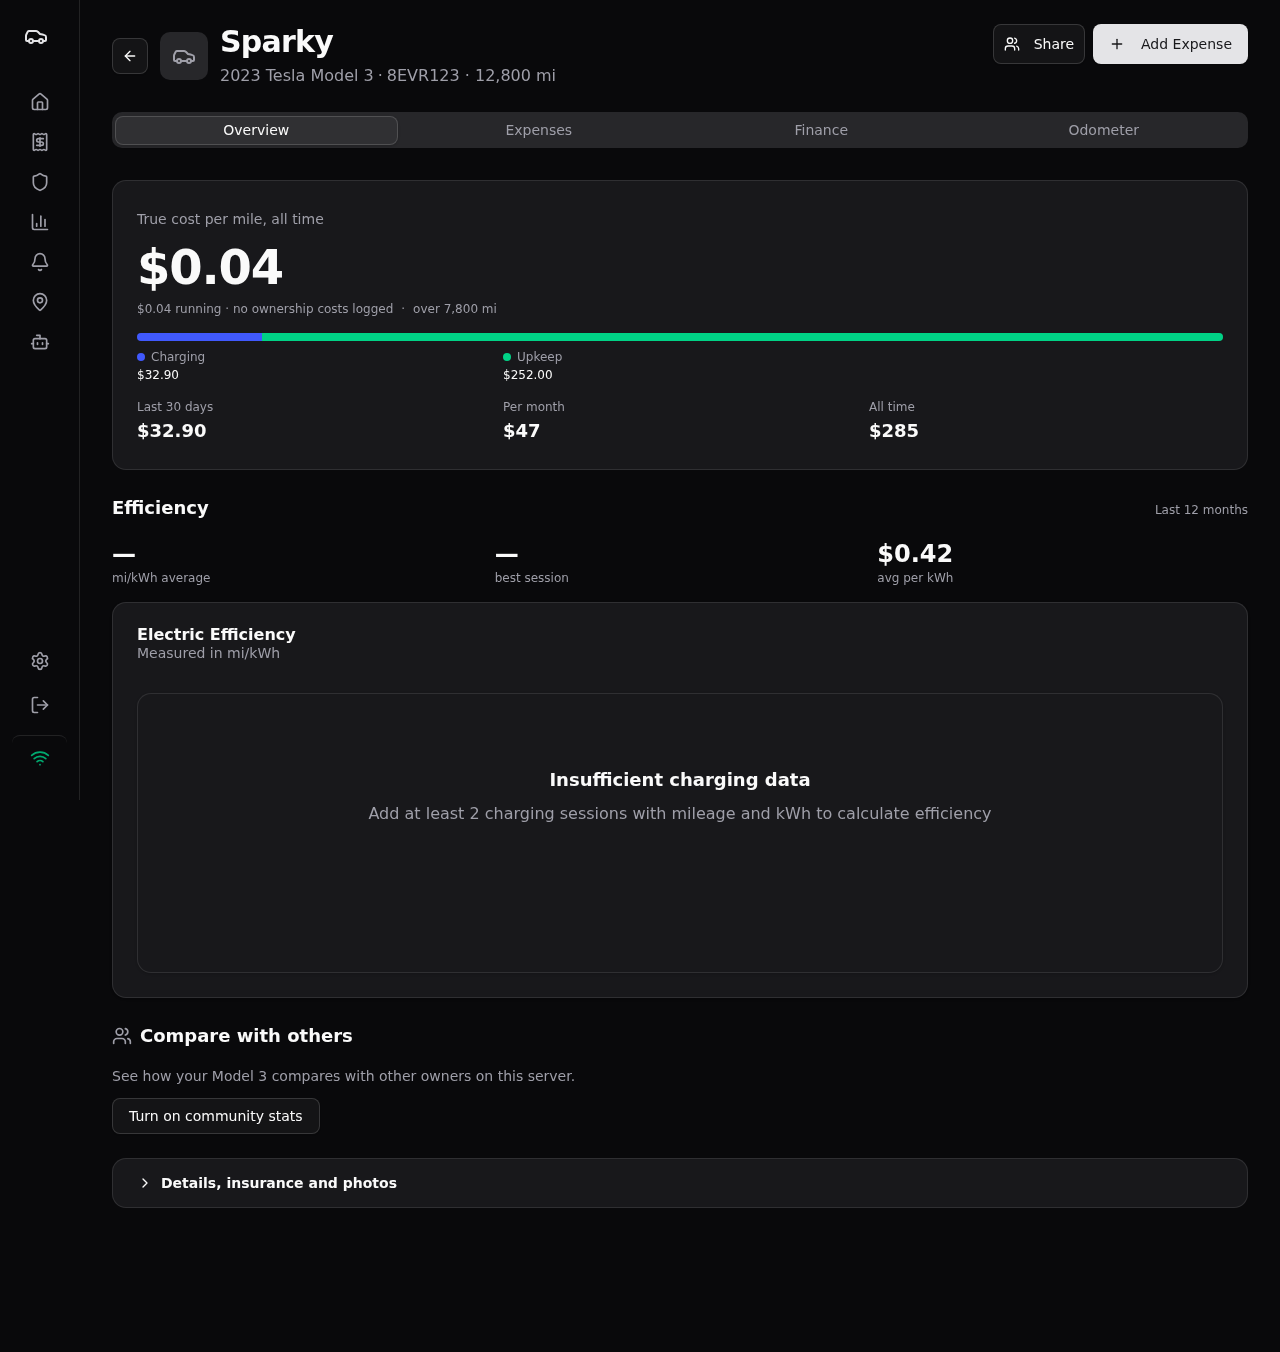 Sparky
2023 Tesla Model 3 · 8EVR123 · 12,800 mi
Share
Add Expense
Overview
Expenses
Finance
Odometer
True cost per mile, all time
$0.04
$0.04 running · no ownership costs logged · over 7,800 mi
Charging
$32.90
Upkeep
$252.00
Last 30 days
$32.90
Per month
$47
All time
$285
Efficiency
Last 12 months
—
mi/kWh average
—
best session
$0.42
avg per kWh
Electric Efficiency
Measured in mi/kWh
Insufficient charging data
Add at least 2 charging sessions with mileage and kWh to calculate efficiency
Compare with others
See how your Model 3 compares with other owners on this server.
Turn on community stats
Details, insurance and photos